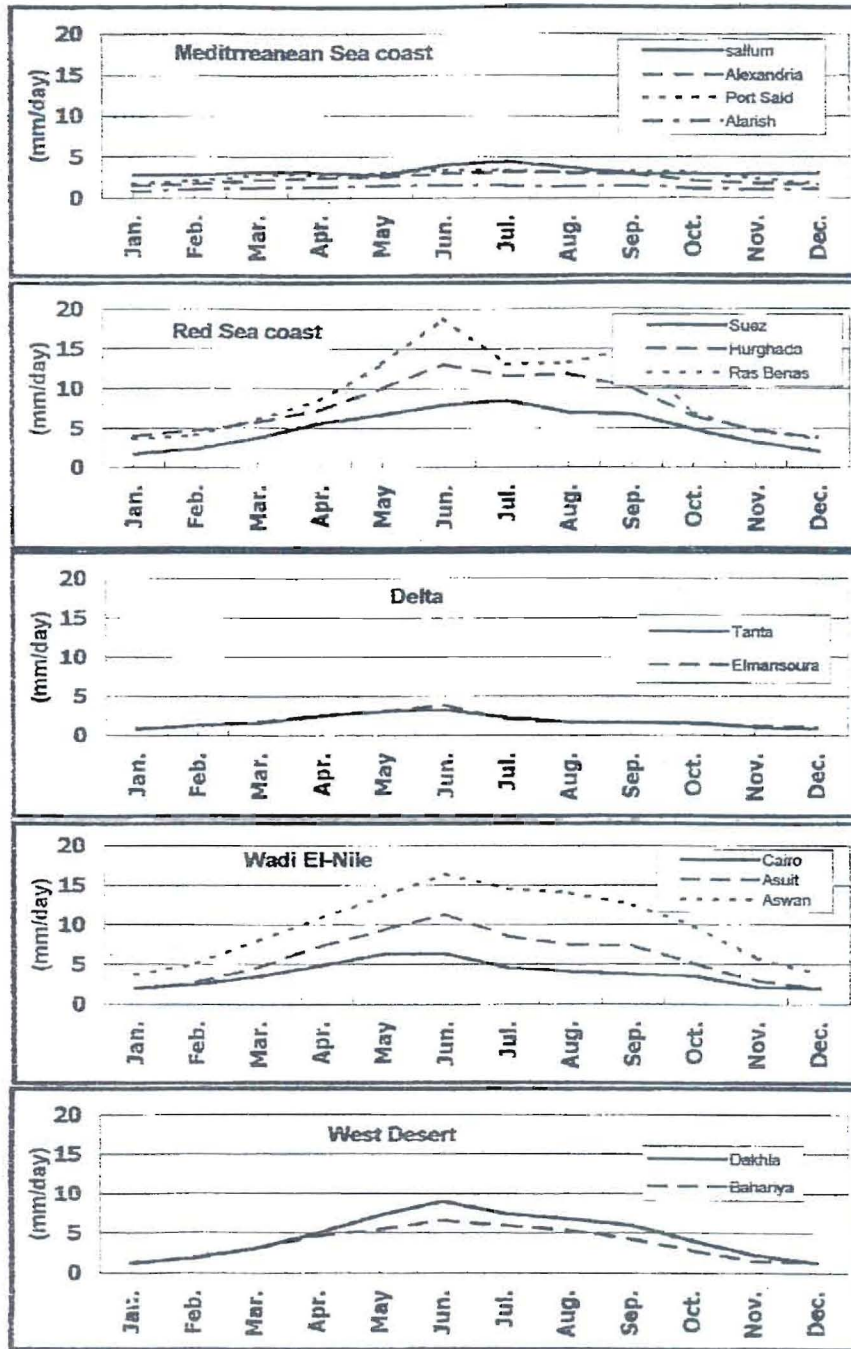 20
15
10
5
0
(mm/day)
Meditrreanean Sea coast
sallum
Alexandria
Port Said
Alarish
Jan. Feb. Mar. Apr. May Jun. Jul. Aug. Sep. Oct. Nov. Dec.
20
15
10
5
0
(mm/day)
Red Sea coast
Suez
Hurghada
Ras Benas
Jan. Feb. Mar. Apr. May Jun. Jul. Aug. Sep. Oct. Nov. Dec.
20
15
10
5
0
(mm/day)
Delta
Tanta
Elmansoura
Jan. Feb. Mar. Apr. May Jun. Jul. Aug. Sep. Oct. Nov. Dec.
20
15
10
5
0
(mm/day)
Wadi El-Nile
Cairo
Asuit
Aswan
Jan. Feb. Mar. Apr. May Jun. Jul. Aug. Sep. Oct. Nov. Dec.
20
15
10
5
0
(mm/day)
West Desert
Dakhla
Bahariya
Jan. Feb. Mar. Apr. May Jun. Jul. Aug. Sep. Oct. Nov. Dec.